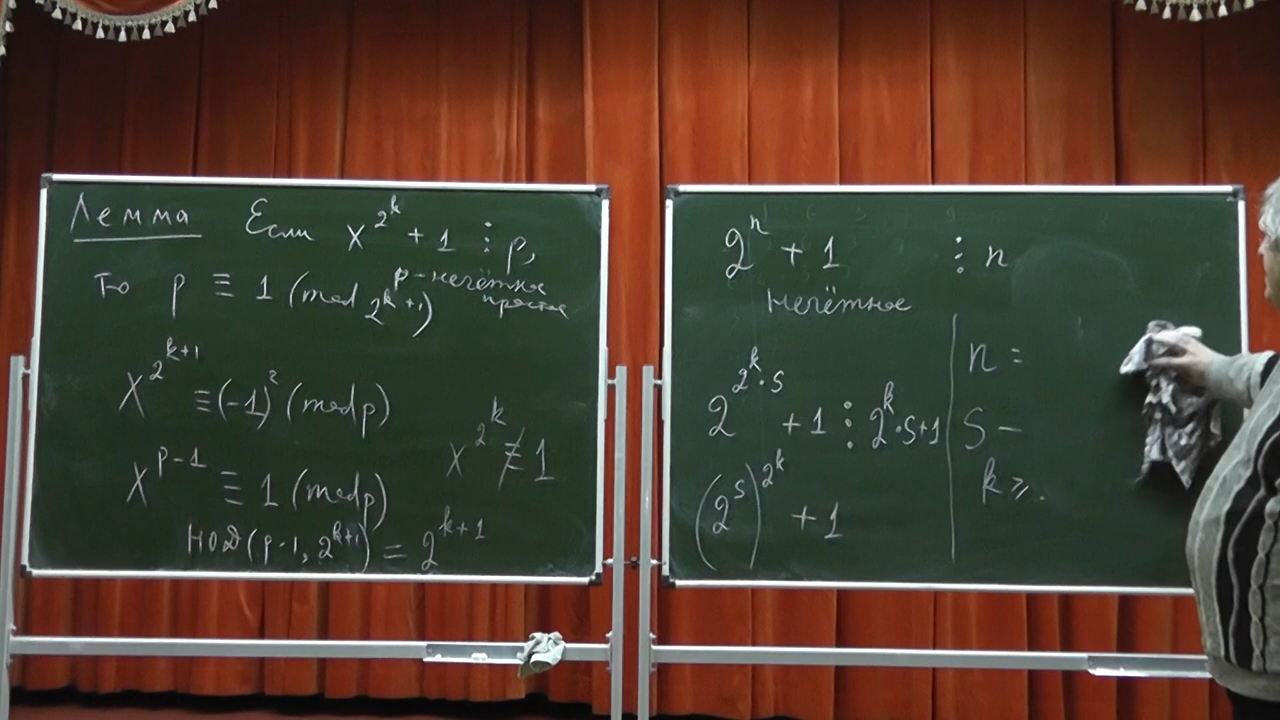 Лемма Если x^{2^k} + 1 ⋮ p,
p - нечётное простое
То p ≡ 1 (mod 2^{k+1})
x^{2^{k+1}} ≡ (-1)^2 (mod p)
x^{2^k} ≢ 1
x^{p-1} ≡ 1 (mod p)
НОД(p-1, 2^{k+1}) = 2^{k+1}
2^n + 1 ⋮ n
нечётное
2^{2^k·s} + 1 ⋮ 2^k·s+1
(2^s)^{2^k} + 1
n =
s -
k ⩾